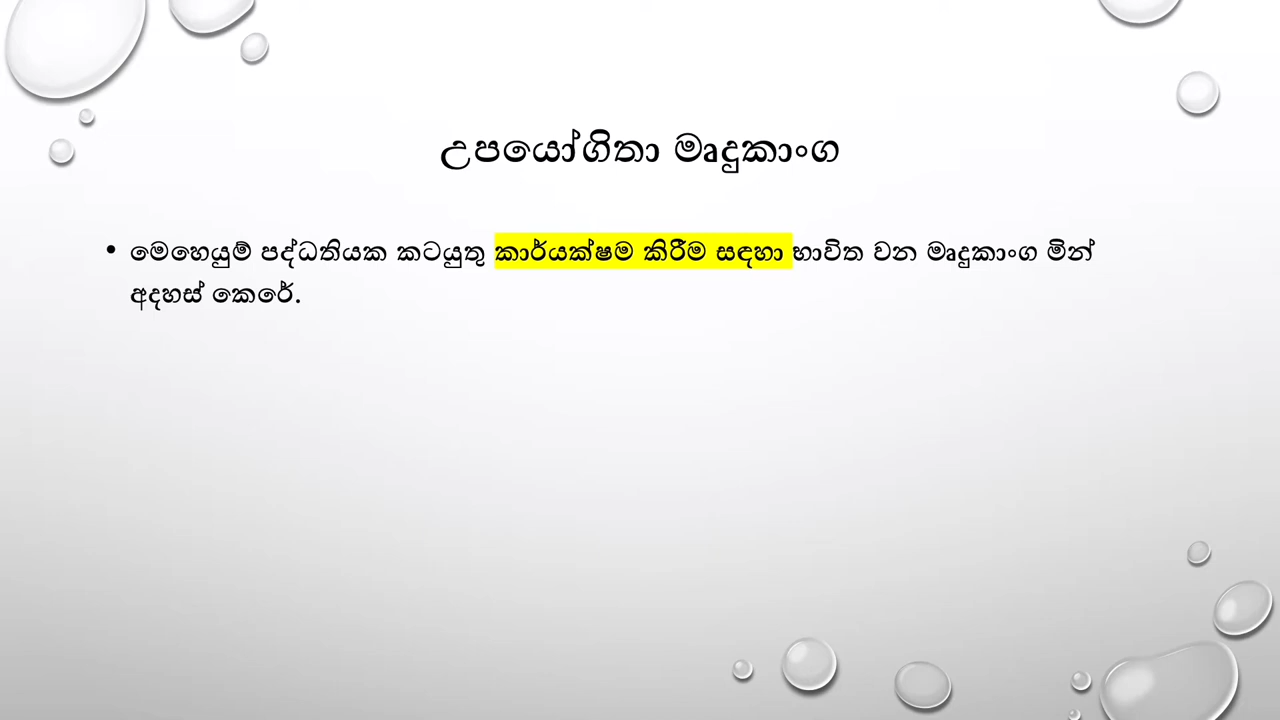 උපයෝගිතා මෘදුකාංග
• මෙහෙයුම් පද්ධතියක කටයුතු කාර්යක්ෂම කිරීම සඳහා භාවිත වන මෘදුකාංග මින්
අදහස් කෙරේ.